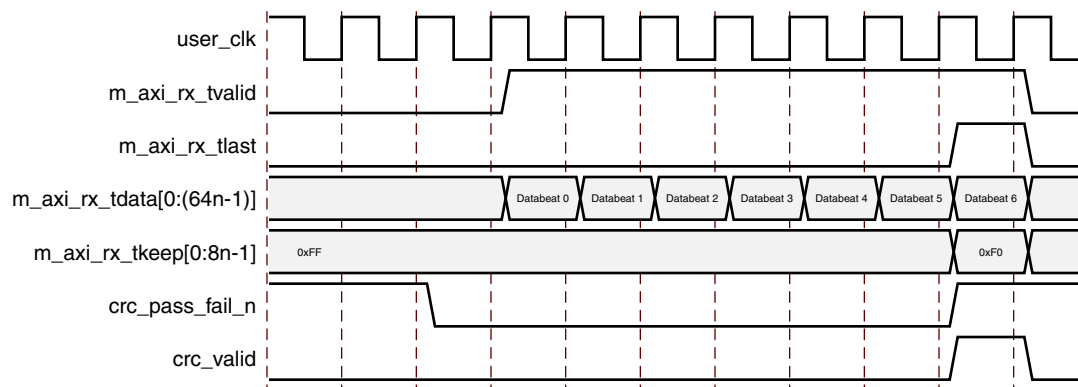 user_clk
m_axi_rx_tvalid
m_axi_rx_tlast
m_axi_rx_tdata[0:(64n-1)] Databeat 0 Databeat 1 Databeat 2 Databeat 3 Databeat 4 Databeat 5 Databeat 6
m_axi_rx_tkeep[0:8n-1] 0xFF 0xF0
crc_pass_fail_n
crc_valid